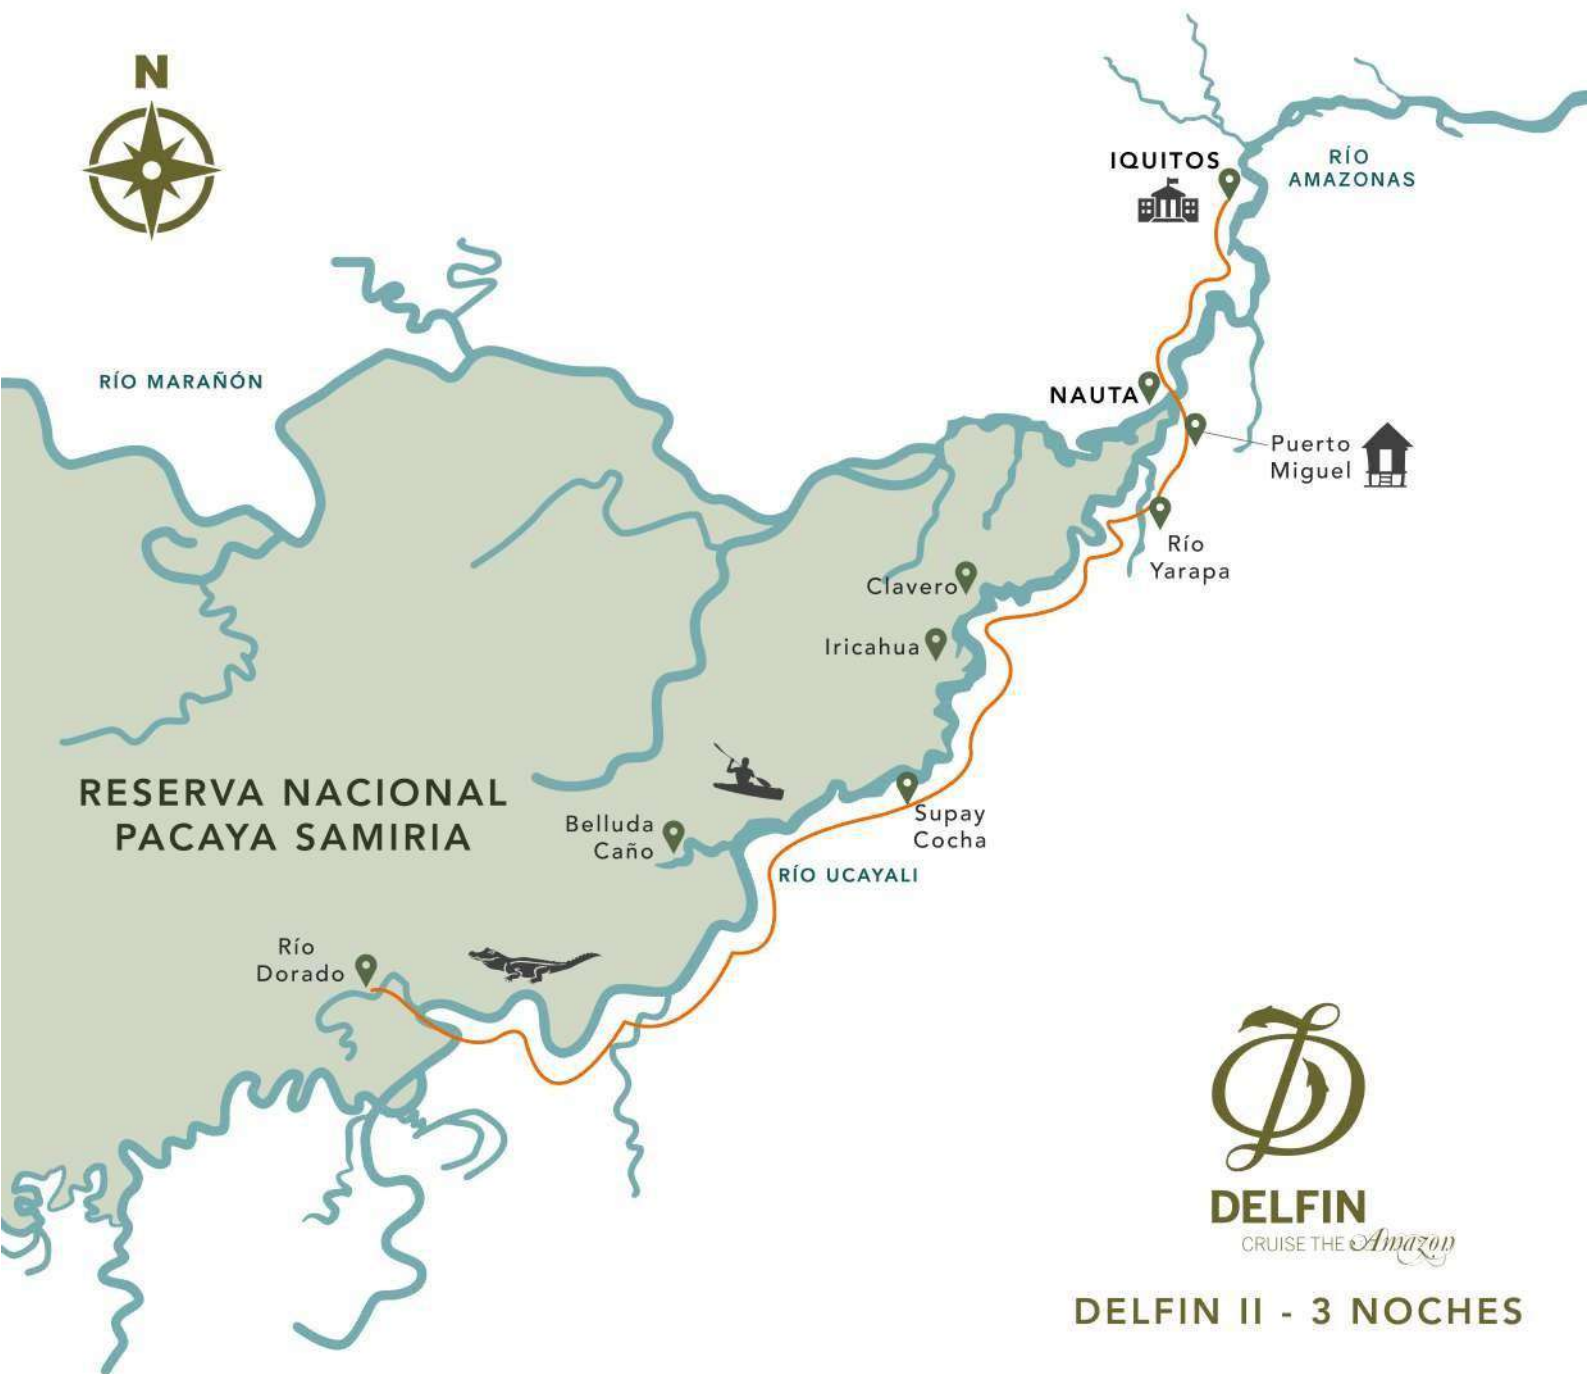 N
IQUITOS
RÍO
AMAZONAS
RÍO MARAÑÓN
NAUTA
Puerto
Miguel
Río
Yarapa
Clavero
Iricahua
RESERVA NACIONAL
PACAYA SAMIRIA
Belluda
Caño
Supay
Cocha
RÍO UCAYALI
Río
Dorado
DELFIN
CRUISE THE Amazon
DELFIN II - 3 NOCHES